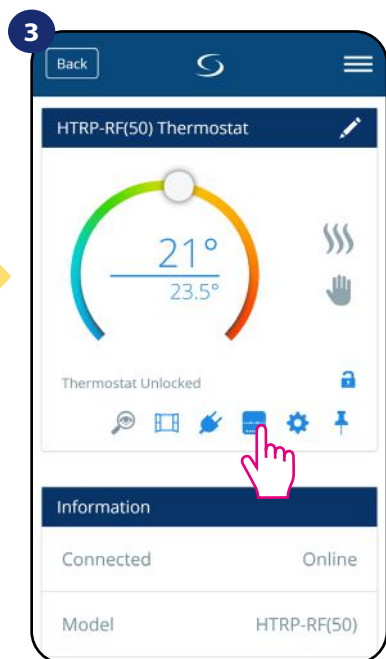 3
Back
HTRP-RF(50) Thermostat
21°
23.5°
Thermostat Unlocked
Information
Connected Online
Model HTRP-RF(50)